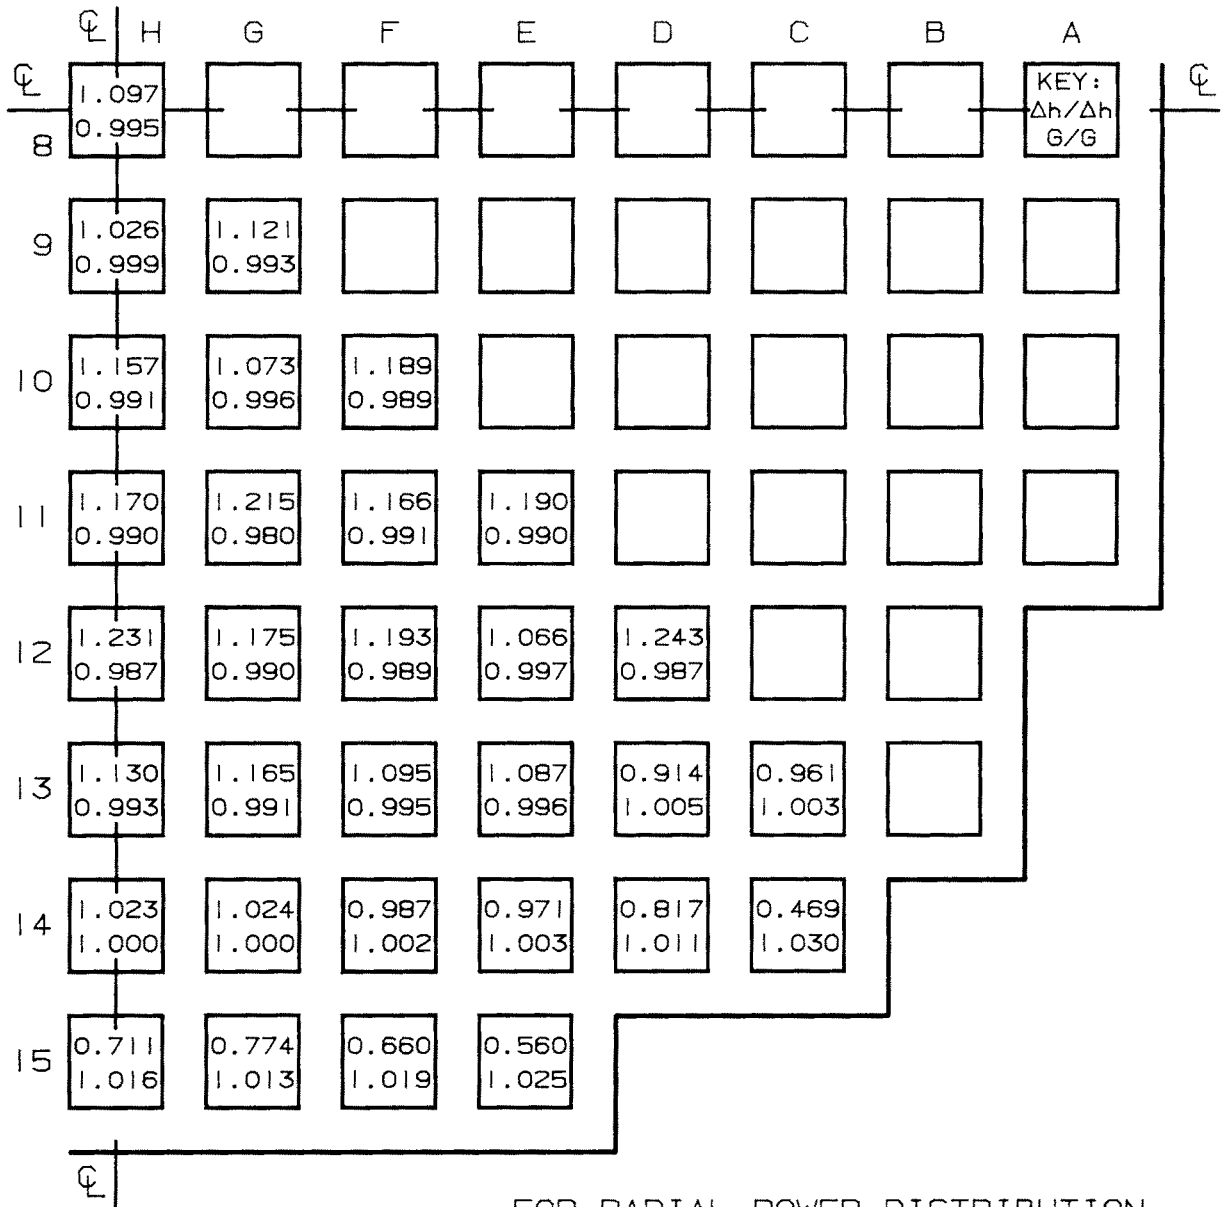 ℄ H G F E D C B A
℄ ℄
8
1.097
0.995
KEY:
Δh/Δh
G/G
9
1.026 1.121
0.999 0.993
10
1.157 1.073 1.189
0.991 0.996 0.989
11
1.170 1.215 1.166 1.190
0.990 0.980 0.991 0.990
12
1.231 1.175 1.193 1.066 1.243
0.987 0.990 0.989 0.997 0.987
13
1.130 1.165 1.095 1.087 0.914 0.961
0.993 0.991 0.995 0.996 1.005 1.003
14
1.023 1.024 0.987 0.971 0.817 0.469
1.000 1.000 1.002 1.003 1.011 1.030
15
0.711 0.774 0.660 0.560
1.016 1.013 1.019 1.025
℄
FOR RADIAL POWER DISTRIBUTION